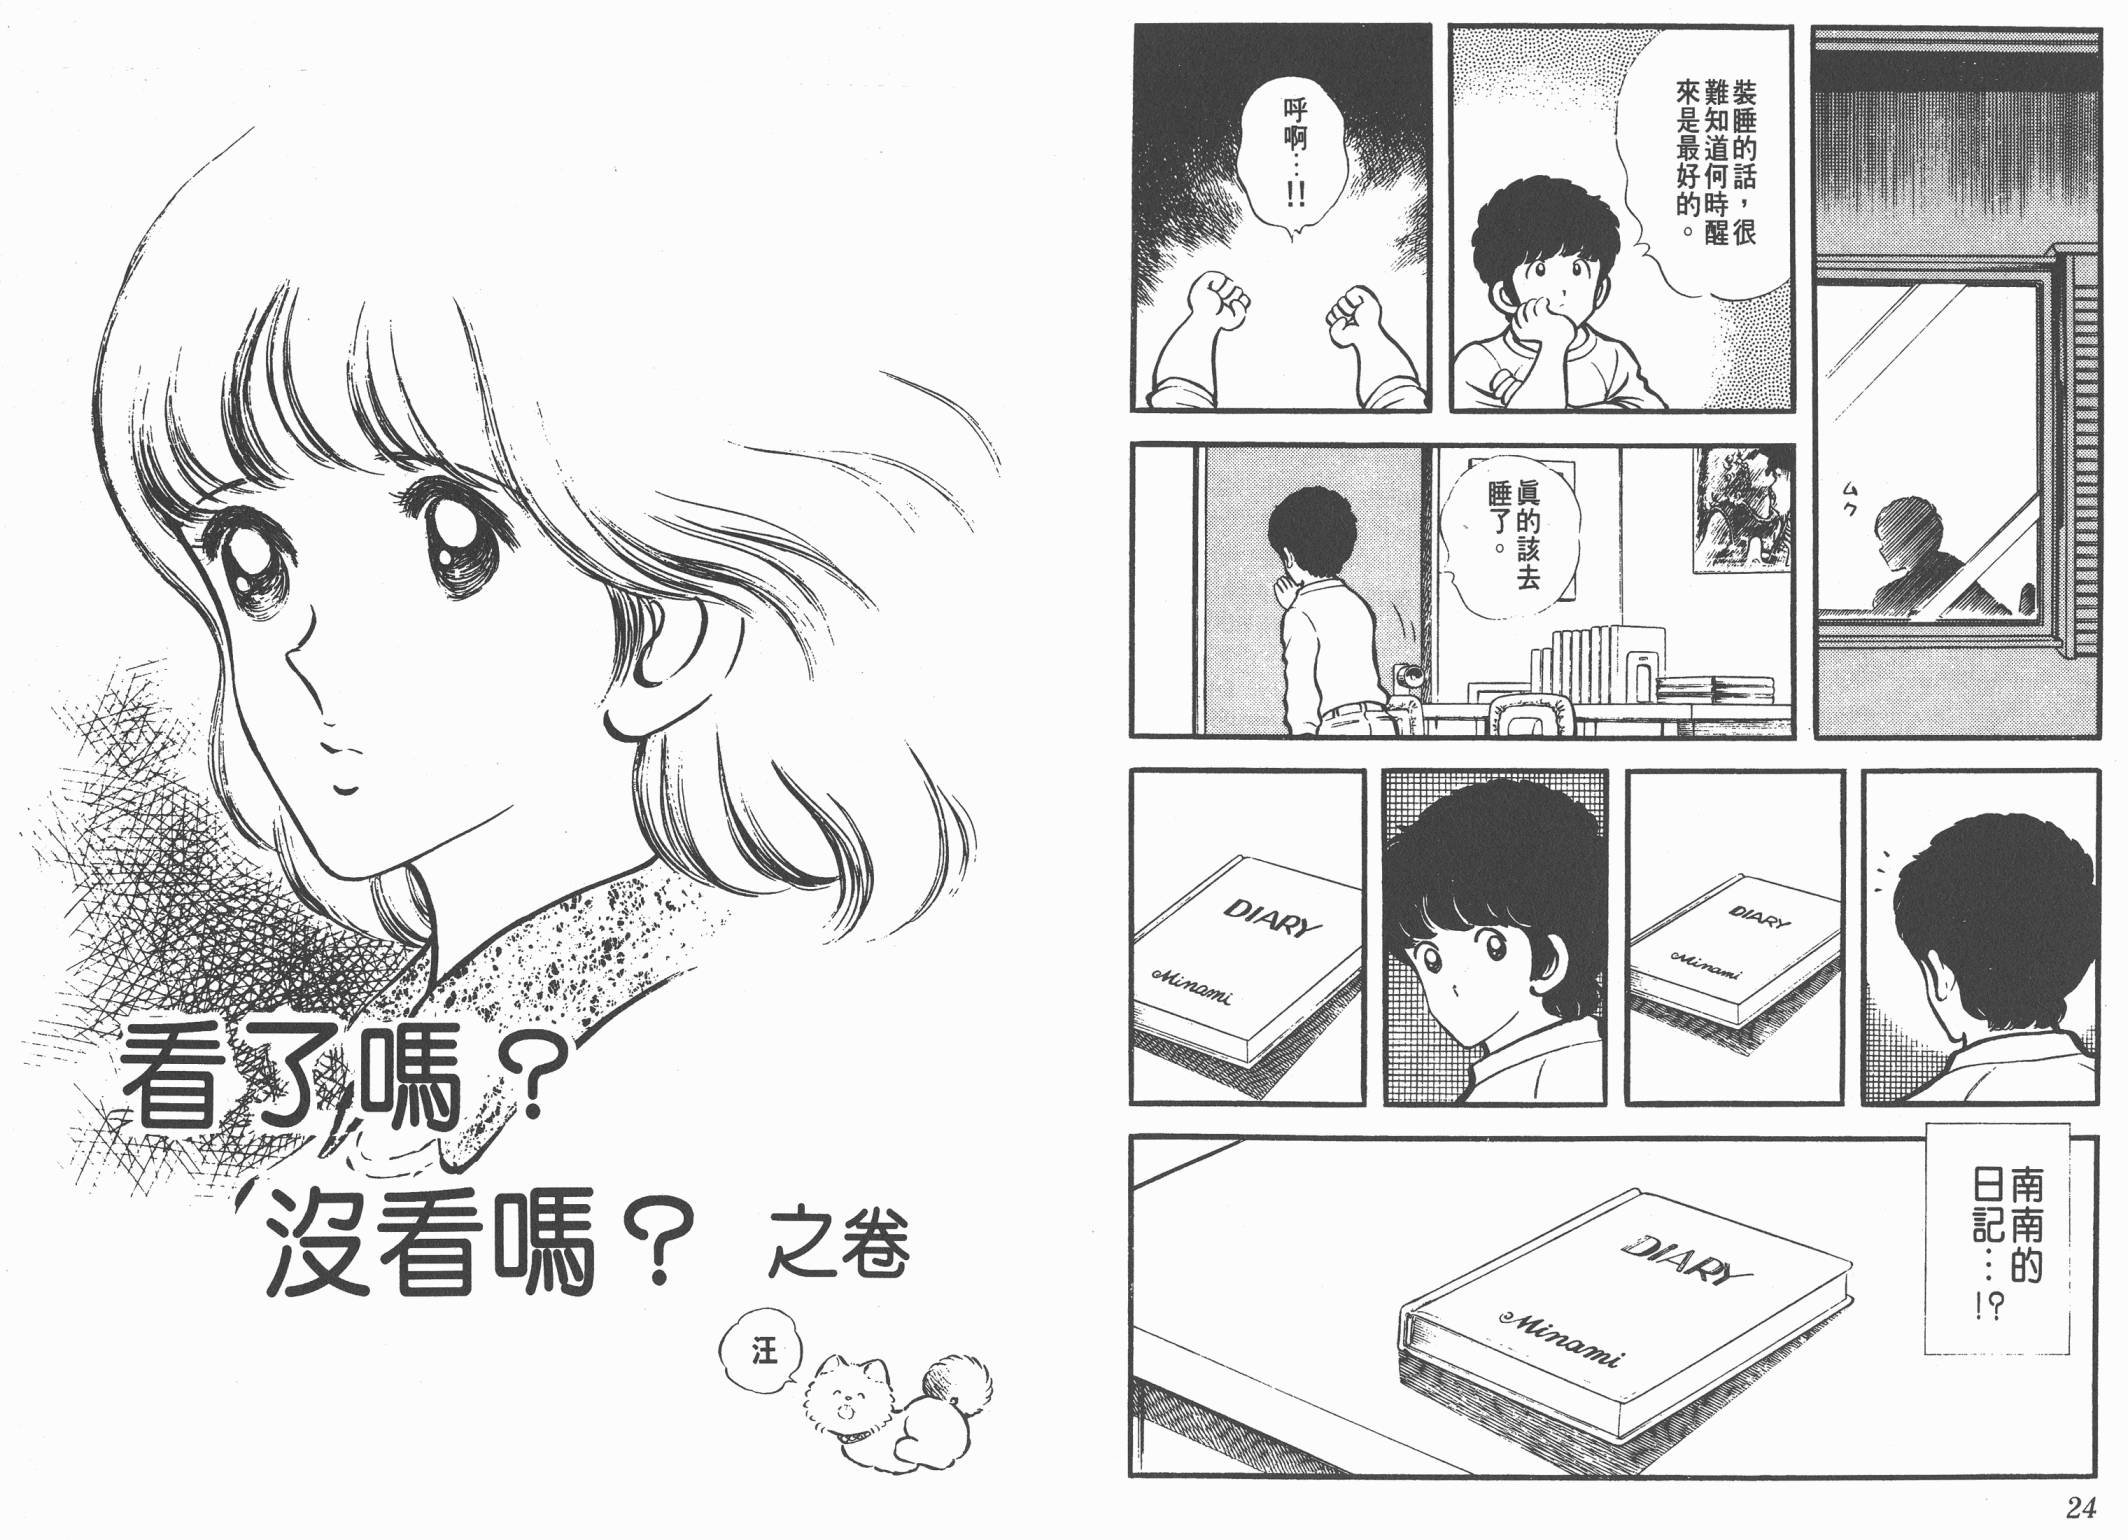 ムク
裝睡的話，很
難知道何時醒
來是最好的。
呼啊…!!
眞的該去
睡了。
DIARY
Minami
DIARY
Minami
南南的
日記…!?
DIARY
Minami
24
看了嗎？
沒看嗎？ 之卷
汪